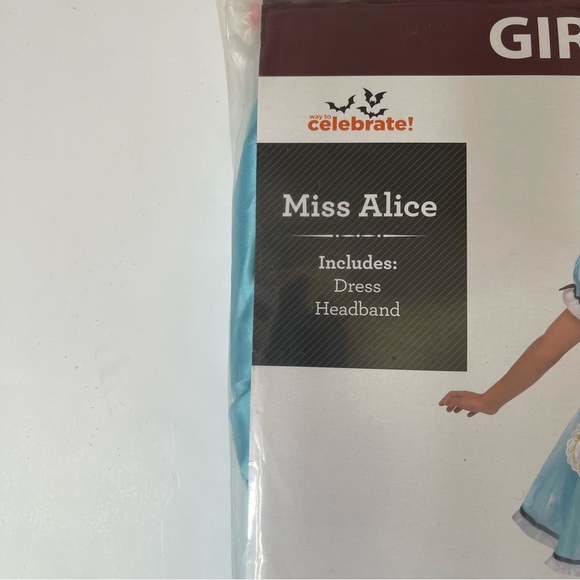 GIR
way to
celebrate!
Miss Alice
Includes:
Dress
Headband